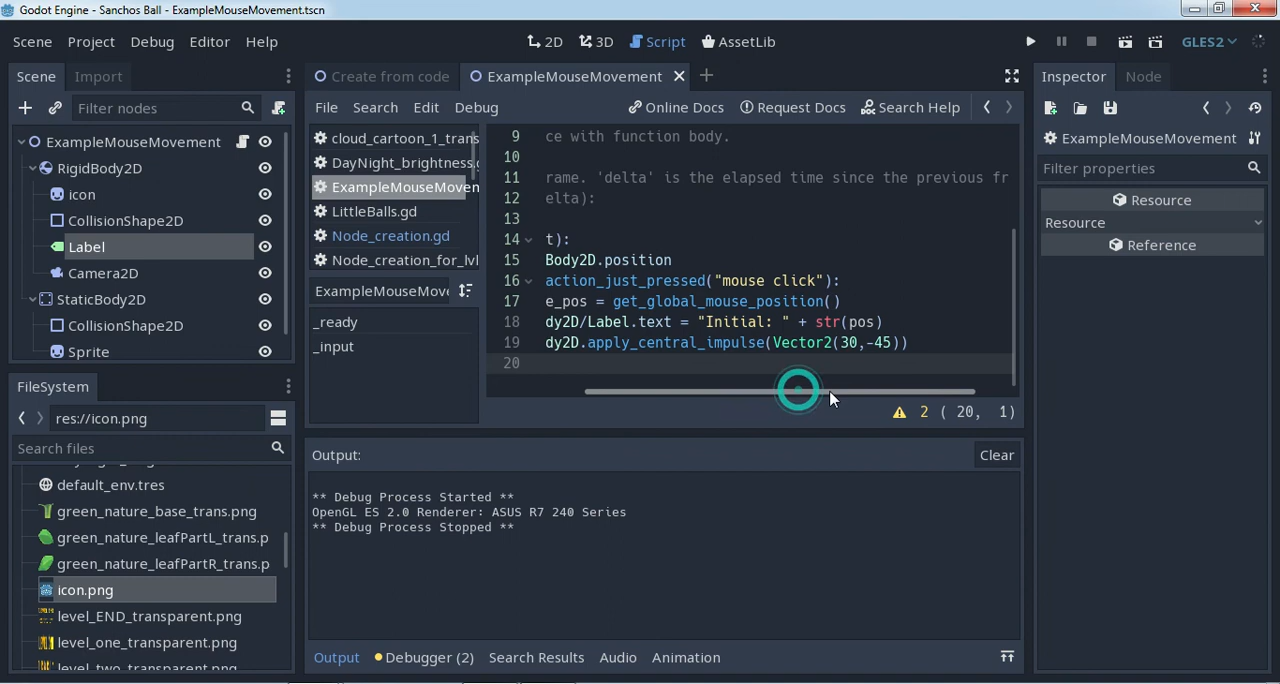 Godot Engine - Sanchos Ball - ExampleMouseMovement.tscn
Scene Project Debug Editor Help
2D 3D Script AssetLib
GLES2
Scene Import
Filter nodes
ExampleMouseMovement
RigidBody2D
icon
CollisionShape2D
Label
Camera2D
StaticBody2D
CollisionShape2D
Sprite
FileSystem
res://icon.png
Search files
default_env.tres
green_nature_base_trans.png
green_nature_leafPartL_trans.p
green_nature_leafPartR_trans.p
icon.png
level_END_transparent.png
level_one_transparent.png
level_two_transparent.png
Create from code ExampleMouseMovement
File Search Edit Debug Online Docs Request Docs Search Help
cloud_cartoon_1_trans
DayNight_brightness.g
ExampleMouseMovem
LittleBalls.gd
Node_creation.gd
Node_creation_for_lvl
ExampleMouseMove
_ready
_input
9 ce with function body.
10
11 rame. 'delta' is the elapsed time since the previous fr
12 elta):
13
14 t):
15 Body2D.position
16 action_just_pressed("mouse click"):
17 e_pos = get_global_mouse_position()
18 dy2D/Label.text = "Initial: " + str(pos)
19 dy2D.apply_central_impulse(Vector2(30,-45))
20
2 ( 20, 1)
Output: Clear
** Debug Process Started **
OpenGL ES 2.0 Renderer: ASUS R7 240 Series
** Debug Process Stopped **
Output Debugger (2) Search Results Audio Animation
Inspector Node
ExampleMouseMovement
Filter properties
Resource
Resource
Reference